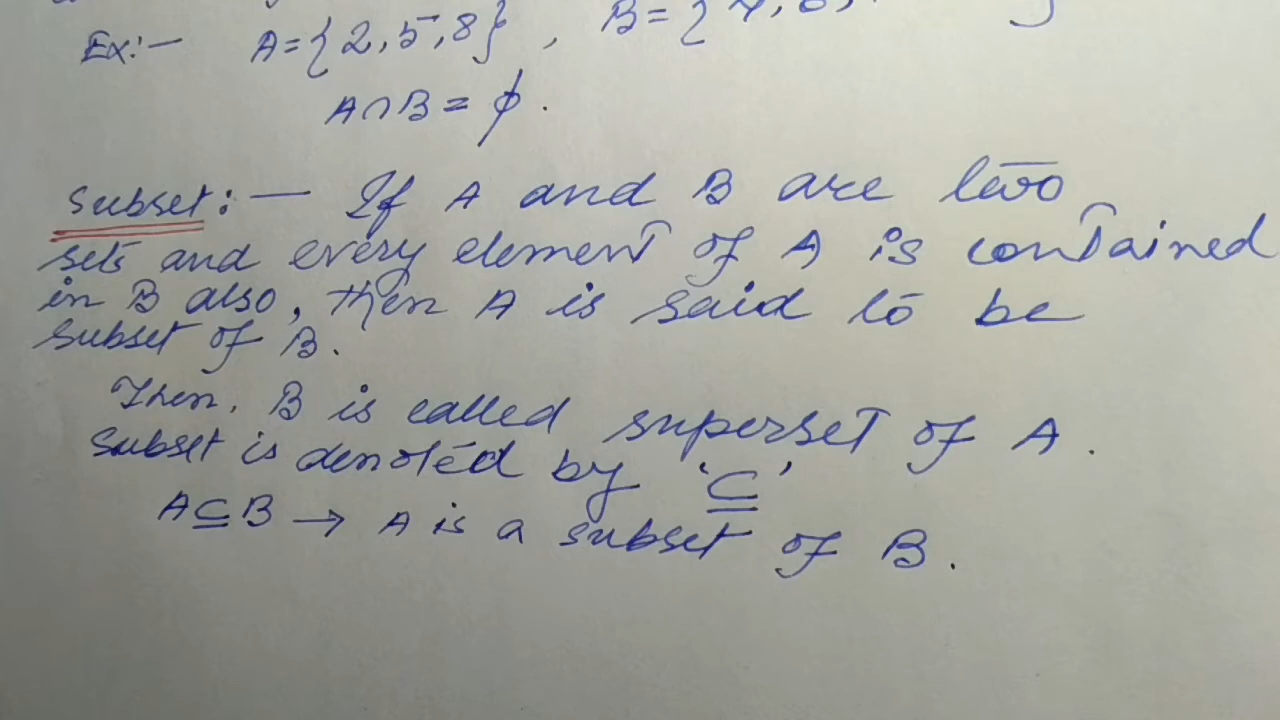 Ex:- A={2,5,8}, B={
A∩B = ϕ.
Subset:- If A and B are two
sets and every element of A is contained
in B also, then A is said to be
subset of B.
Then, B is called superset of A.
Subset is denoted by '⊆'
A⊆B → A is a subset of B.